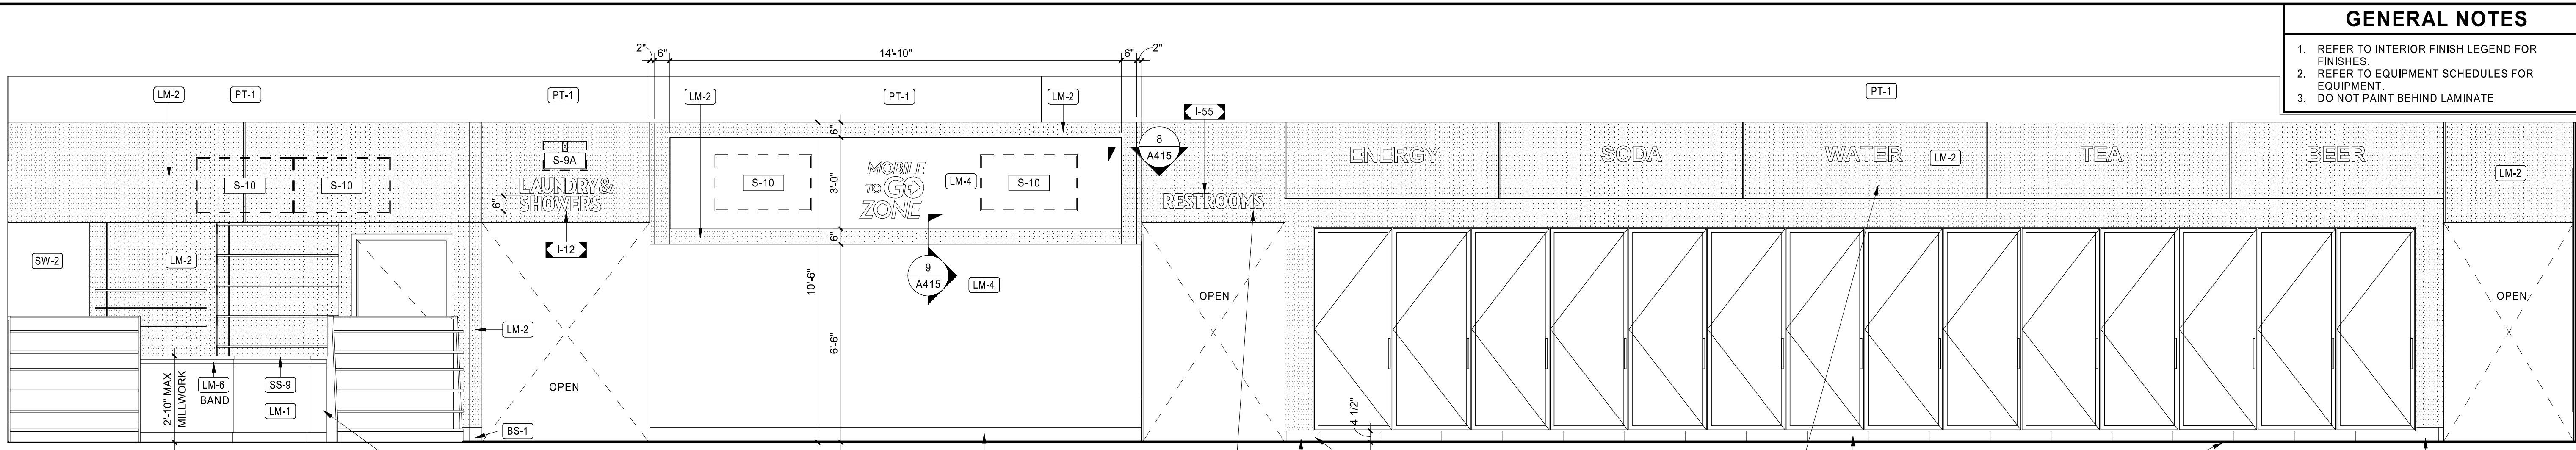 GENERAL NOTES
1. REFER TO INTERIOR FINISH LEGEND FOR
FINISHES.
2. REFER TO EQUIPMENT SCHEDULES FOR
EQUIPMENT.
3. DO NOT PAINT BEHIND LAMINATE
2" 6" 14'-10" 6" 2"
LM-2 PT-1 PT-1 LM-2 PT-1 LM-2 PT-1
I-55
6"
8
A415
S-9A
ENERGY SODA WATER LM-2 TEA BEER
LM-2
S-10 S-10
LAUNDRY &
SHOWERS
6"
S-10
MOBILE
TO GO
ZONE
LM-4
S-10
3'-0"
RESTROOMS
6"
I-12
SW-2 LM-2
9
A415
LM-4
10'-6"
OPEN
OPEN
LM-2
6'-6"
OPEN
2'-10" MAX
MILLWORK
LM-6
BAND
SS-9
LM-1
BS-1
4 1/2"